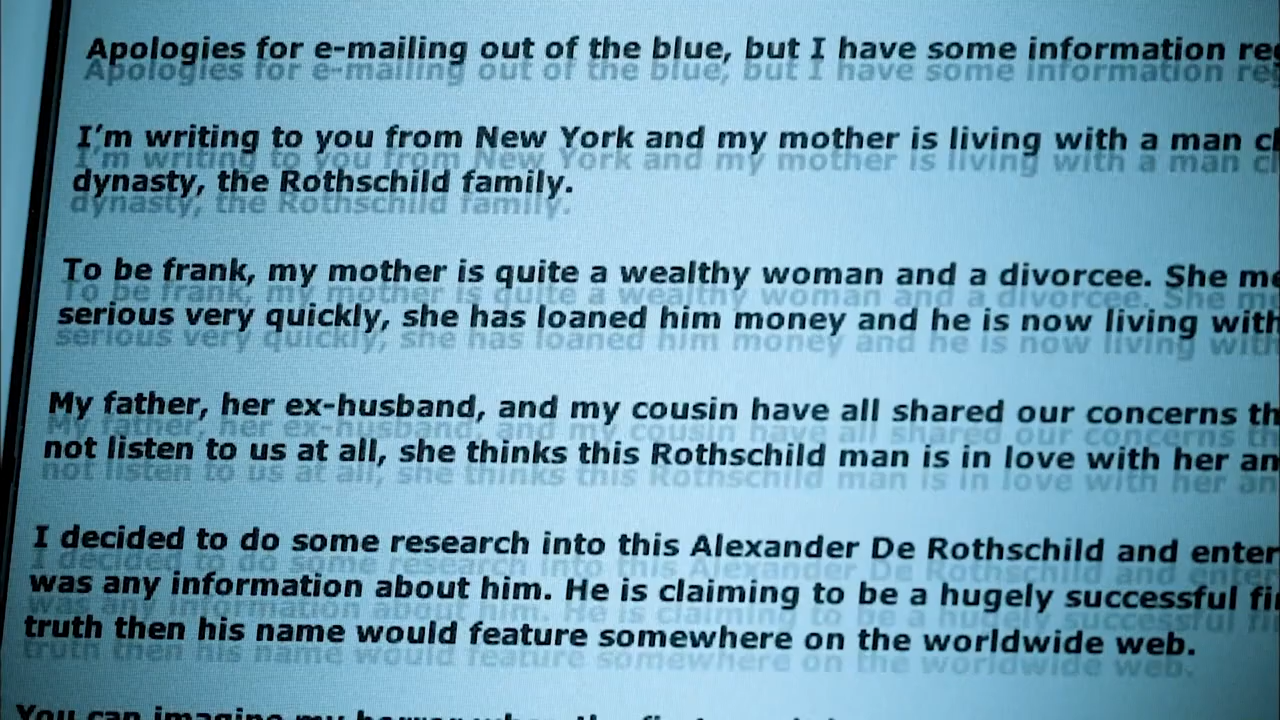 Apologies for e-mailing out of the blue, but I have some information
I'm writing to you from New York and my mother is living with a man
dynasty, the Rothschild family.
To be frank, my mother is quite a wealthy woman and a divorcee. She
serious very quickly, she has loaned him money and he is now living with
My father, her ex-husband, and my cousin have all shared our concerns
not listen to us at all, she thinks this Rothschild man is in love with her
I decided to do some research into this Alexander De Rothschild and
was any information about him. He is claiming to be a hugely successful
truth then his name would feature somewhere on the worldwide web.
You can imagine my